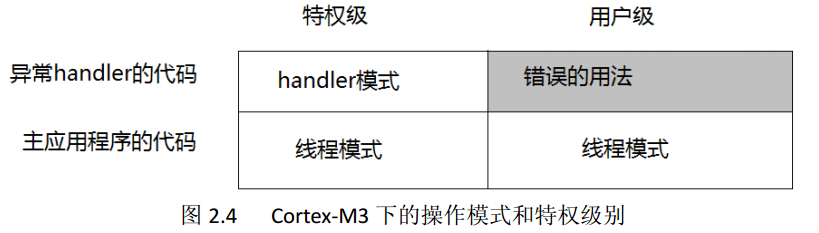 特权级 用户级
异常handler的代码 handler模式 错误的用法
主应用程序的代码 线程模式 线程模式
图 2.4 Cortex-M3 下的操作模式和特权级别